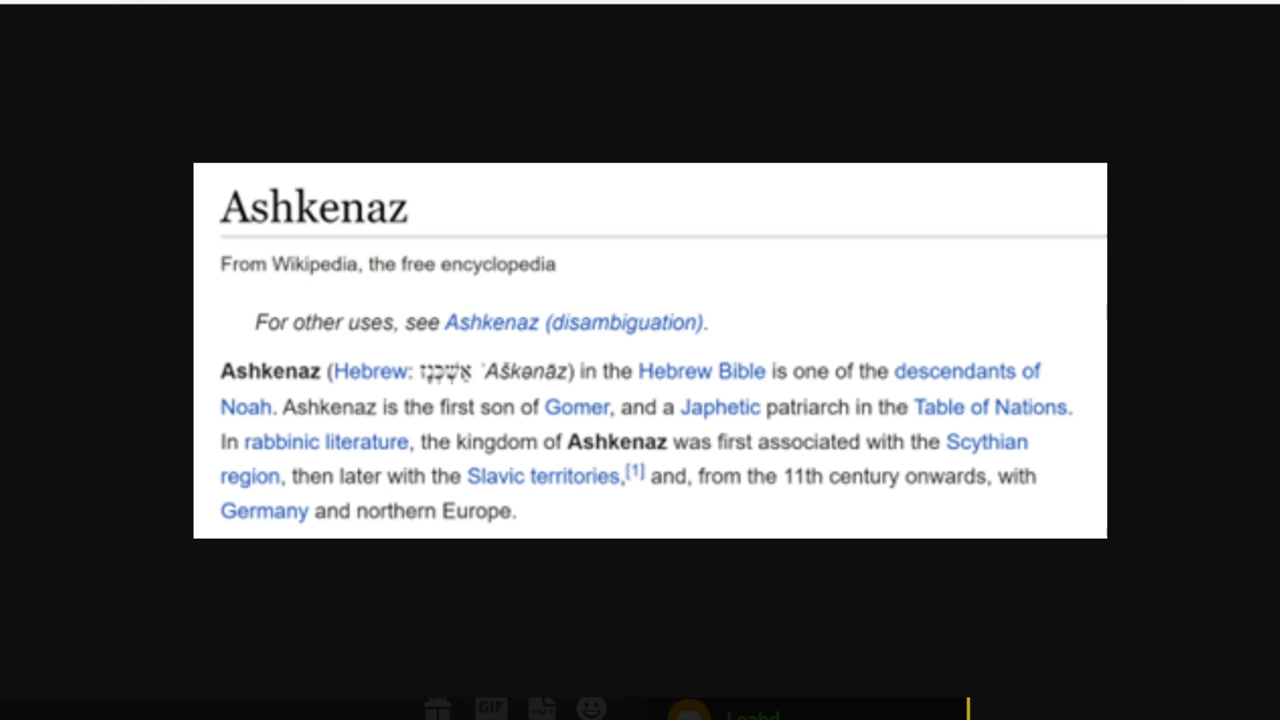 Ashkenaz
From Wikipedia, the free encyclopedia
For other uses, see Ashkenaz (disambiguation).
Ashkenaz (Hebrew: אַשְׁכְּנָז ʾAškənāz) in the Hebrew Bible is one of the descendants of
Noah. Ashkenaz is the first son of Gomer, and a Japhetic patriarch in the Table of Nations.
In rabbinic literature, the kingdom of Ashkenaz was first associated with the Scythian
region, then later with the Slavic territories,[1] and, from the 11th century onwards, with
Germany and northern Europe.
GIF